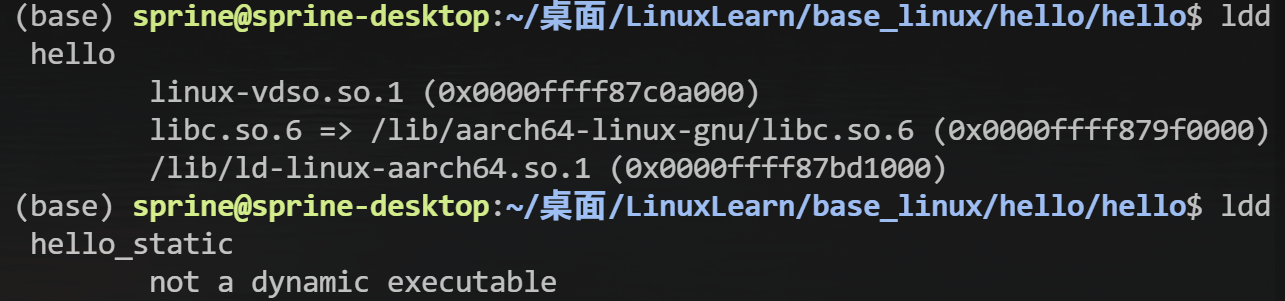 (base) sprine@sprine-desktop:~/桌面/LinuxLearn/base_linux/hello/hello$ ldd
hello
linux-vdso.so.1 (0x0000ffff87c0a000)
libc.so.6 => /lib/aarch64-linux-gnu/libc.so.6 (0x0000ffff879f0000)
/lib/ld-linux-aarch64.so.1 (0x0000ffff87bd1000)
(base) sprine@sprine-desktop:~/桌面/LinuxLearn/base_linux/hello/hello$ ldd
hello_static
not a dynamic executable